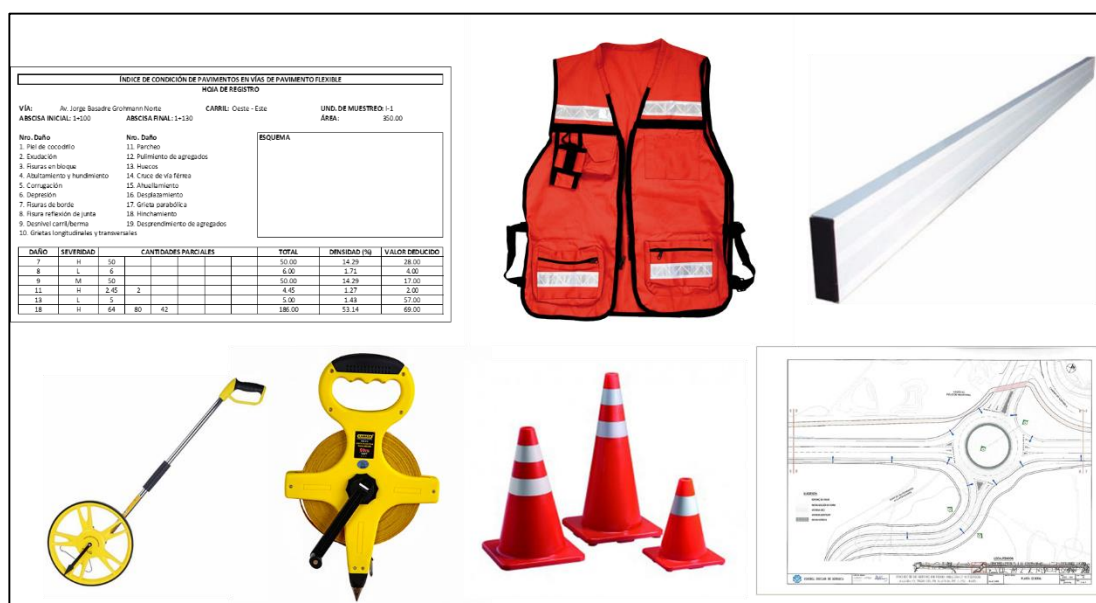 ÍNDICE DE CONDICIÓN DE PAVIMENTOS EN VÍAS DE PAVIMENTO FLEXIBLE
HOJA DE REGISTRO
VÍA: Av. Jorge Basadre Grohmann Norte CARRIL: Oeste - Este UND. DE MUESTREO: I-1
ABSCISA INICIAL: 1+100 ABSCISA FINAL: 1+130 ÁREA: 350.00
Nro. Daño Nro. Daño ESQUEMA
1. Piel de cocodrilo 11. Parcheo
2. Exudación 12. Pulimiento de agregados
3. Fisuras en bloque 13. Huecos
4. Abultamiento y hundimiento 14. Cruce de vía férrea
5. Corrugación 15. Ahuellamiento
6. Depresión 16. Desplazamiento
7. Fisuras de borde 17. Grieta parabólica
8. Fisura reflexión de junta 18. Hinchamiento
9. Desnivel carril/berma 19. Desprendimiento de agregados
10. Grietas longitudinales y transversales
DAÑO SEVERIDAD CANTIDADES PARCIALES TOTAL DENSIDAD (%) VALOR DEDUCIDO
7 H 50 50.00 14.29 28.00
8 L 6 6.00 1.71 4.00
9 M 50 50.00 14.29 17.00
11 H 2.45 2 4.45 1.27 2.00
13 L 5 5.00 1.43 57.00
18 H 64 80 42 186.00 53.14 69.00